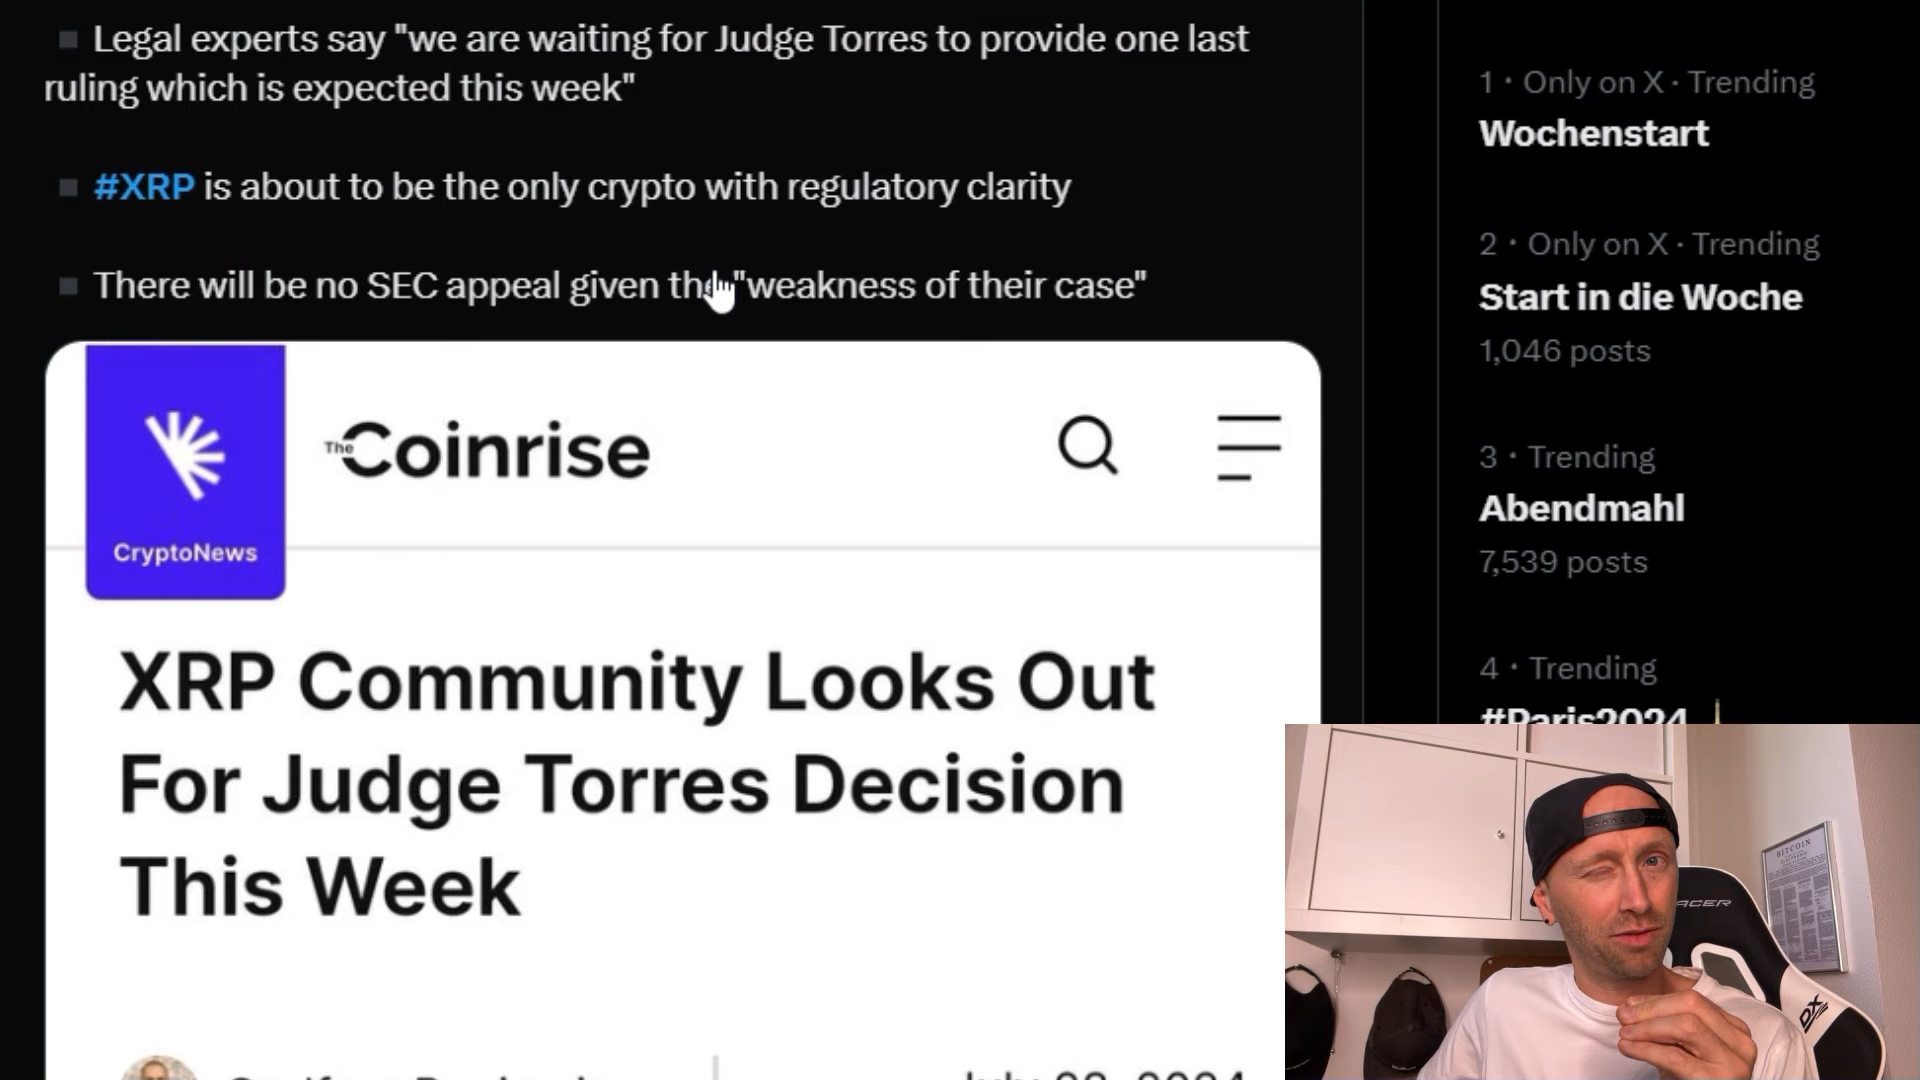 Legal experts say "we are waiting for Judge Torres to provide one last
ruling which is expected this week"
#XRP is about to be the only crypto with regulatory clarity
There will be no SEC appeal given the "weakness of their case"
The Coinrise
CryptoNews
XRP Community Looks Out
For Judge Torres Decision
This Week
1 · Only on X · Trending
Wochenstart
2 · Only on X · Trending
Start in die Woche
1,046 posts
3 · Trending
Abendmahl
7,539 posts
4 · Trending
#Paris2024
BITCOIN
ACER
DX